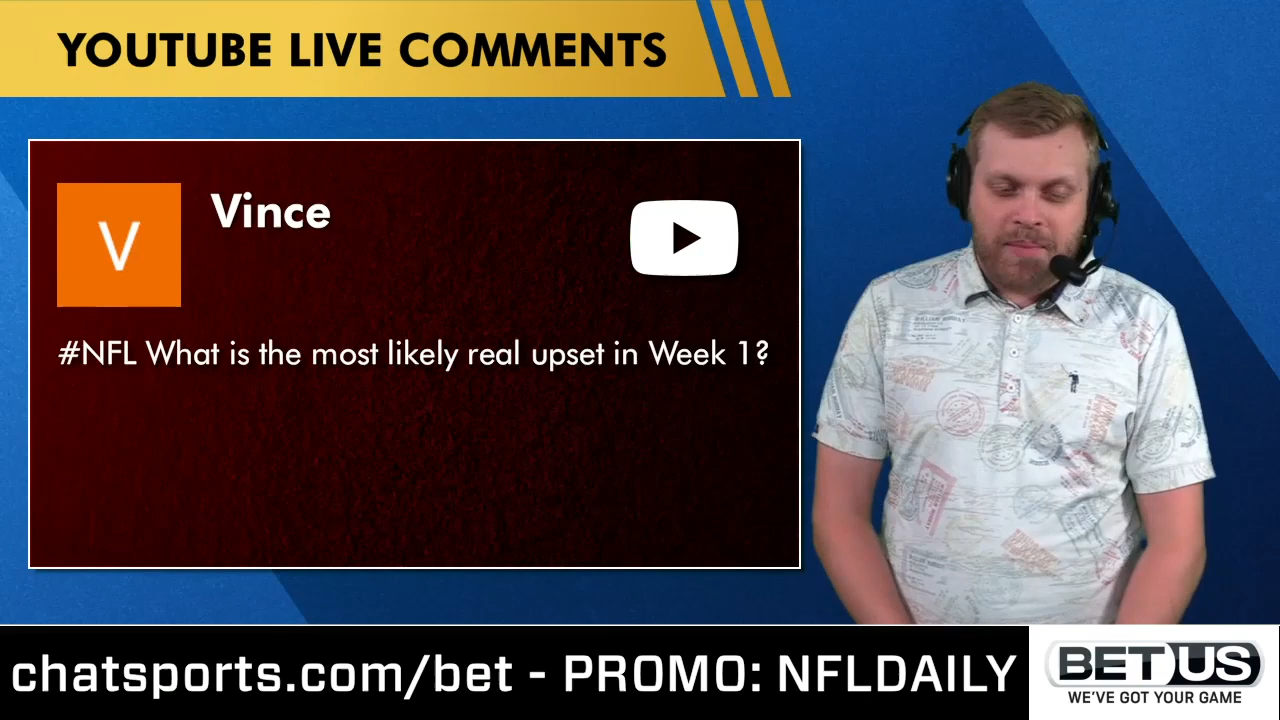 YOUTUBE LIVE COMMENTS
V
Vince
#NFL What is the most likely real upset in Week 1?
chatsports.com/bet - PROMO: NFLDAILY
BETUS
WE'VE GOT YOUR GAME